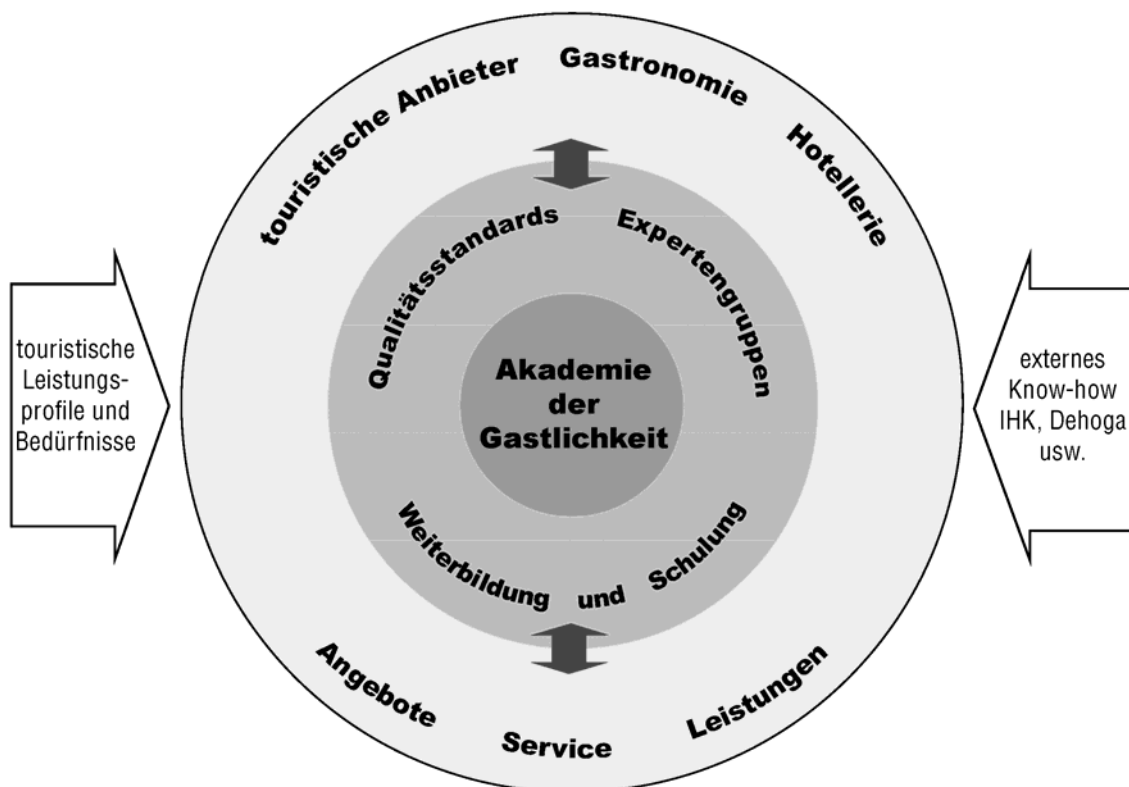 touristische Anbieter Gastronomie Hotellerie
Qualitätsstandards Expertengruppen
touristische
Leistungs-
profile und
Bedürfnisse
Akademie
der
Gastlichkeit
externes
Know-how
IHK, Dehoga
usw.
Weiterbildung und Schulung
Angebote Service Leistungen